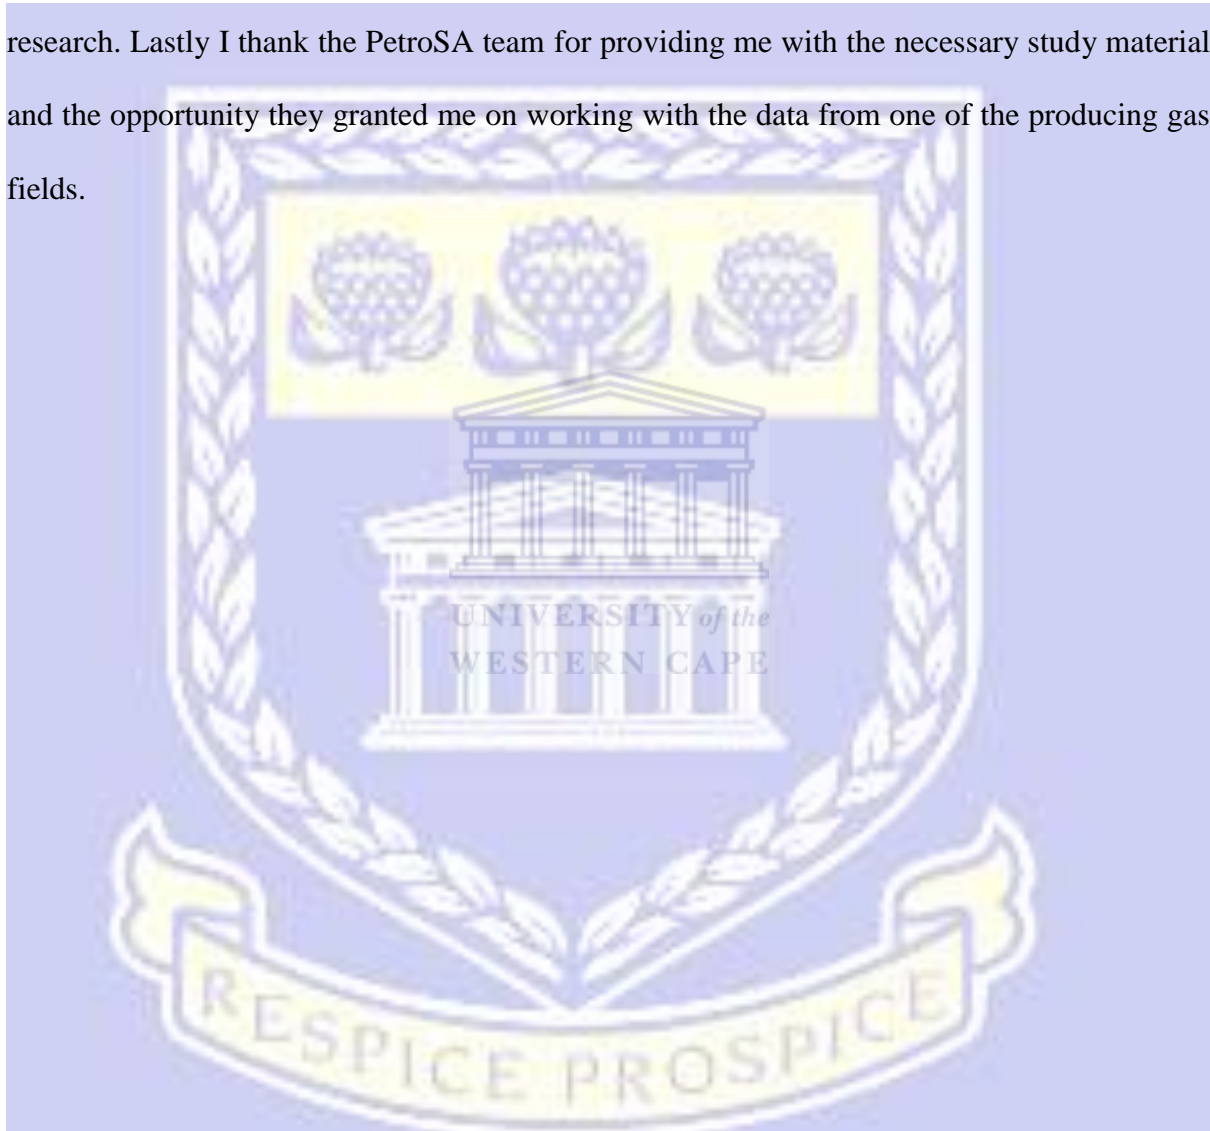 research. Lastly I thank the PetroSA team for providing me with the necessary study material
and the opportunity they granted me on working with the data from one of the producing gas
fields.
UNIVERSITY of the
WESTERN CAPE
RESPICE PROSPICE